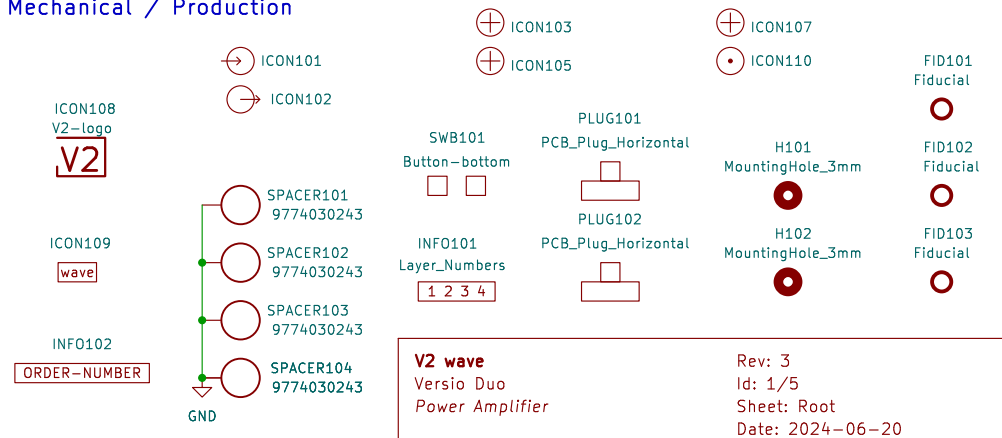 Mechanical / Production
ICON101
ICON102
ICON103
ICON105
ICON107
ICON110
FID101
Fiducial
FID102
Fiducial
FID103
Fiducial
ICON108
V2-logo
V2
ICON109
wave
INFO102
ORDER-NUMBER
SPACER101
9774030243
SPACER102
9774030243
SPACER103
9774030243
SPACER104
9774030243
GND
SWB101
Button-bottom
INFO101
Layer_Numbers
1 2 3 4
PLUG101
PCB_Plug_Horizontal
PLUG102
PCB_Plug_Horizontal
H101
MountingHole_3mm
H102
MountingHole_3mm
V2 wave
Versio Duo
Power Amplifier
Rev: 3
Id: 1/5
Sheet: Root
Date: 2024-06-20